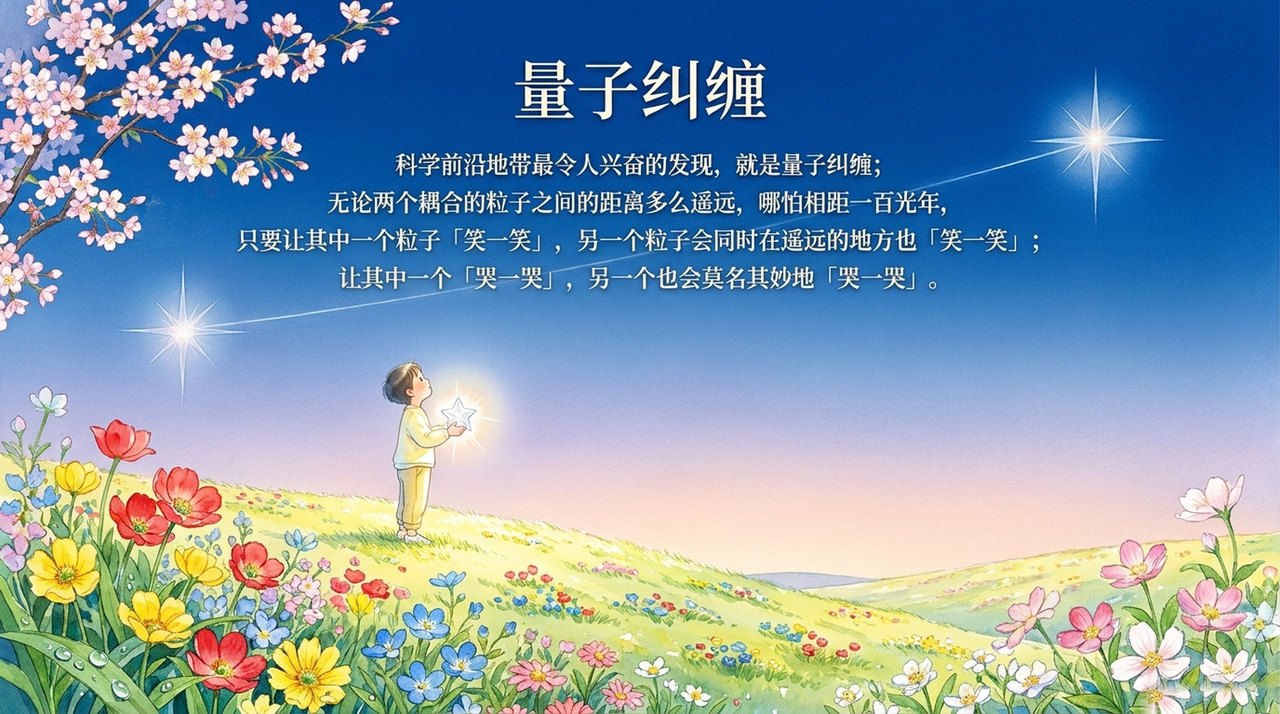 量子纠缠
科学前沿地带最令人兴奋的发现，就是量子纠缠；
无论两个耦合的粒子之间的距离多么遥远，哪怕相距一百光年，
只要让其中一个粒子「笑一笑」，另一个粒子会同时在遥远的地方也「笑一笑」；
让其中一个「哭一哭」，另一个也会莫名其妙地「哭一哭」。